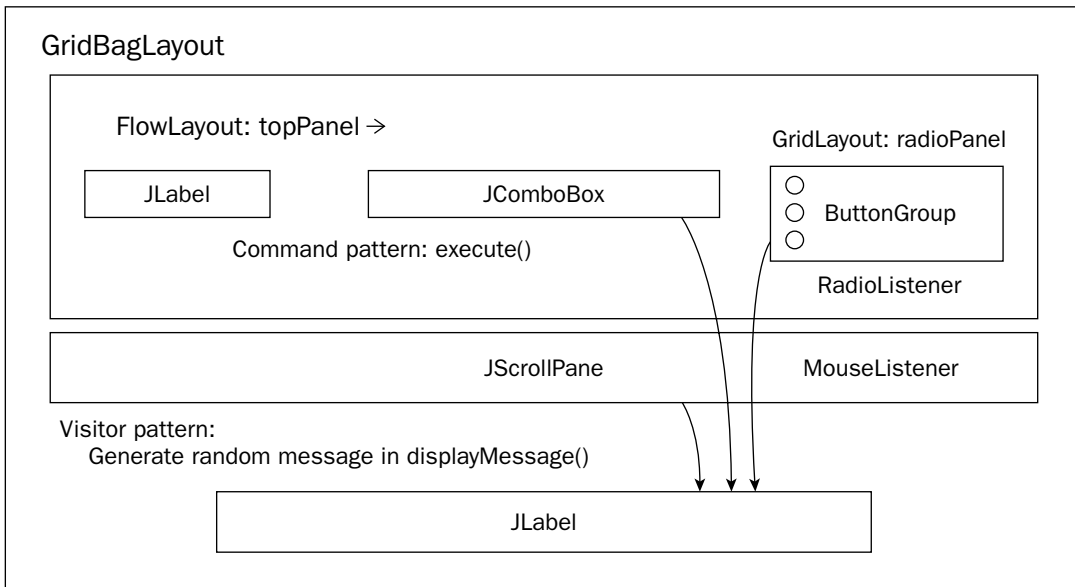 GridBagLayout
FlowLayout: topPanel →
GridLayout: radioPanel
JLabel
JComboBox
ButtonGroup
Command pattern: execute()
RadioListener
JScrollPane
MouseListener
Visitor pattern:
Generate random message in displayMessage()
JLabel